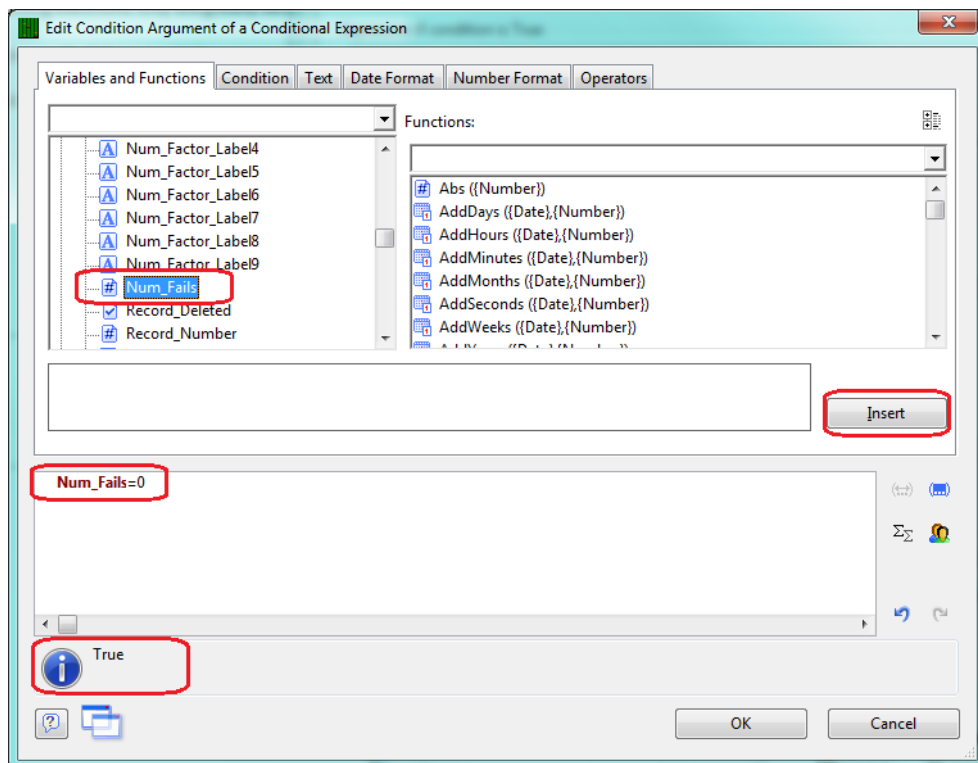 Edit Condition Argument of a Conditional Expression
Variables and Functions Condition Text Date Format Number Format Operators
Functions:
Num_Factor_Label4
Num_Factor_Label5
Num_Factor_Label6
Num_Factor_Label7
Num_Factor_Label8
Num_Factor_Label9
Num_Fails
Record_Deleted
Record_Number
Abs ({Number})
AddDays ({Date},{Number})
AddHours ({Date},{Number})
AddMinutes ({Date},{Number})
AddMonths ({Date},{Number})
AddSeconds ({Date},{Number})
AddWeeks ({Date},{Number})
Insert
Num_Fails=0
True
OK Cancel